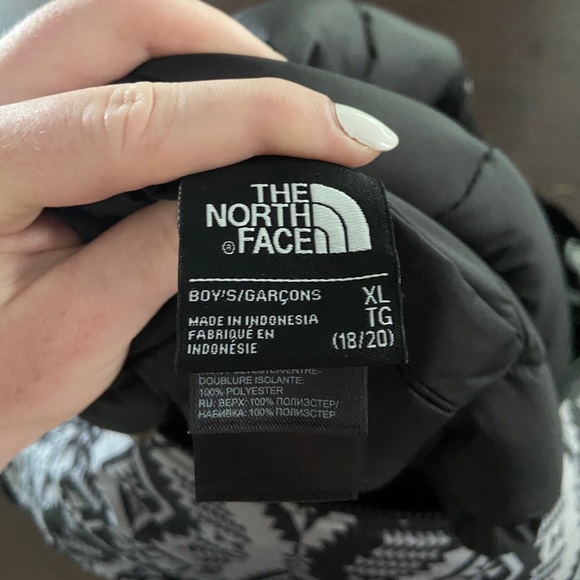 THE
NORTH
FACE®
BOY'S/GARÇONS XL
MADE IN INDONESIA TG
FABRIQUÉ EN
INDONÉSIE (18/20)
DOUBLURE ISOLANTE:
100% POLYESTER
RU: ВЕРХ: 100% ПОЛИЭСТЕР/
НАБИВКА: 100% ПОЛИЭСТЕР